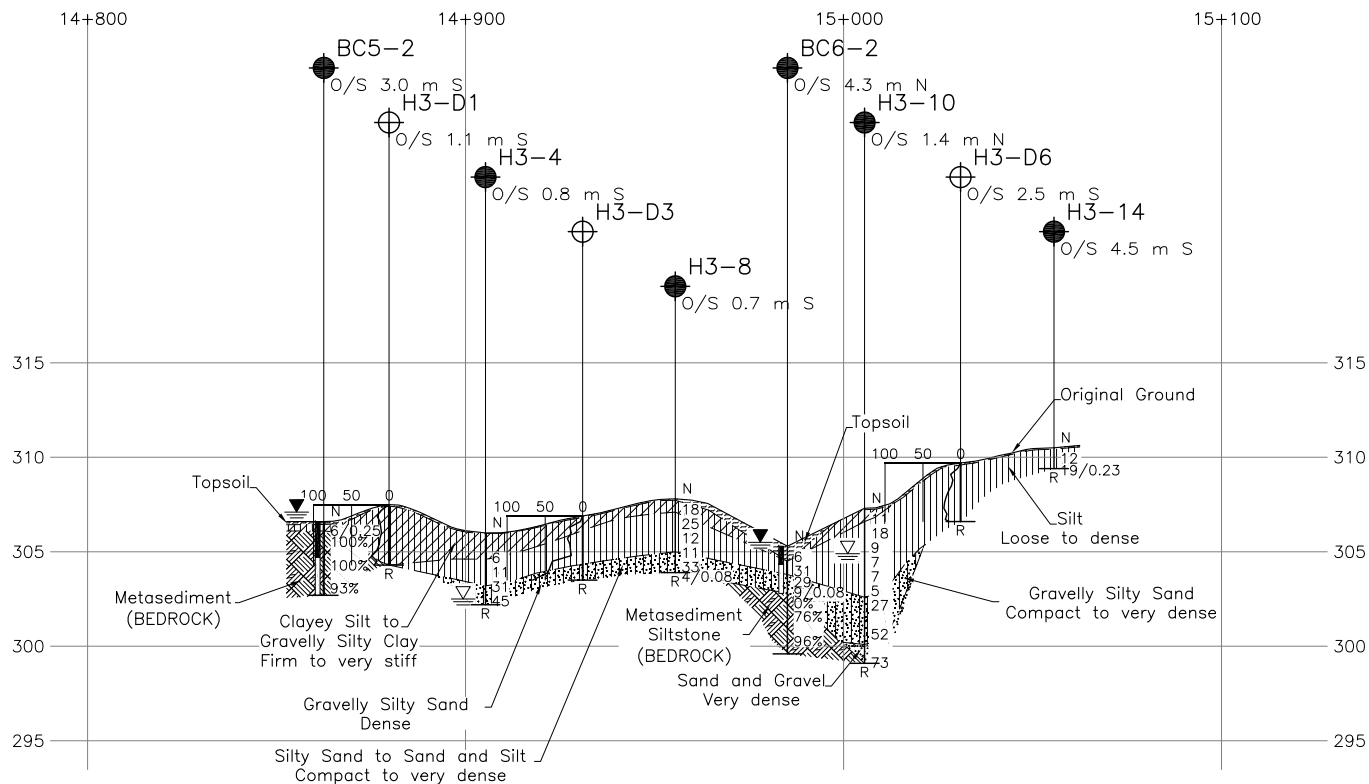 14+800 14+900 15+000 15+100
BC5-2
O/S 3.0 m S
H3-D1
O/S 1.1 m S
H3-4
O/S 0.8 m S
H3-D3
H3-8
O/S 0.7 m S
BC6-2
O/S 4.3 m N
H3-10
O/S 1.4 m N
H3-D6
O/S 2.5 m S
H3-14
O/S 4.5 m S
315 315
310 310
305 305
300 300
295 295
Original Ground
Topsoil
Topsoil
100 50 0
N
100%
100%
93%
R
N
6
11
31
45
R
100 50 0
R
N
18
25
12
11
33
4/0.08
R
N
6
31
29
9/0.08
0%
76%
96%
N
11
18
9
7
7
5
27
52
73
R
100 50 0
R
N
12
19/0.23
R
Silt
Loose to dense
Gravelly Silty Sand
Compact to very dense
Metasediment
(BEDROCK)
Clayey Silt to
Gravelly Silty Clay
Firm to very stiff
Metasediment
Siltstone
(BEDROCK)
Sand and Gravel
Very dense
Gravelly Silty Sand
Dense
Silty Sand to Sand and Silt
Compact to very dense